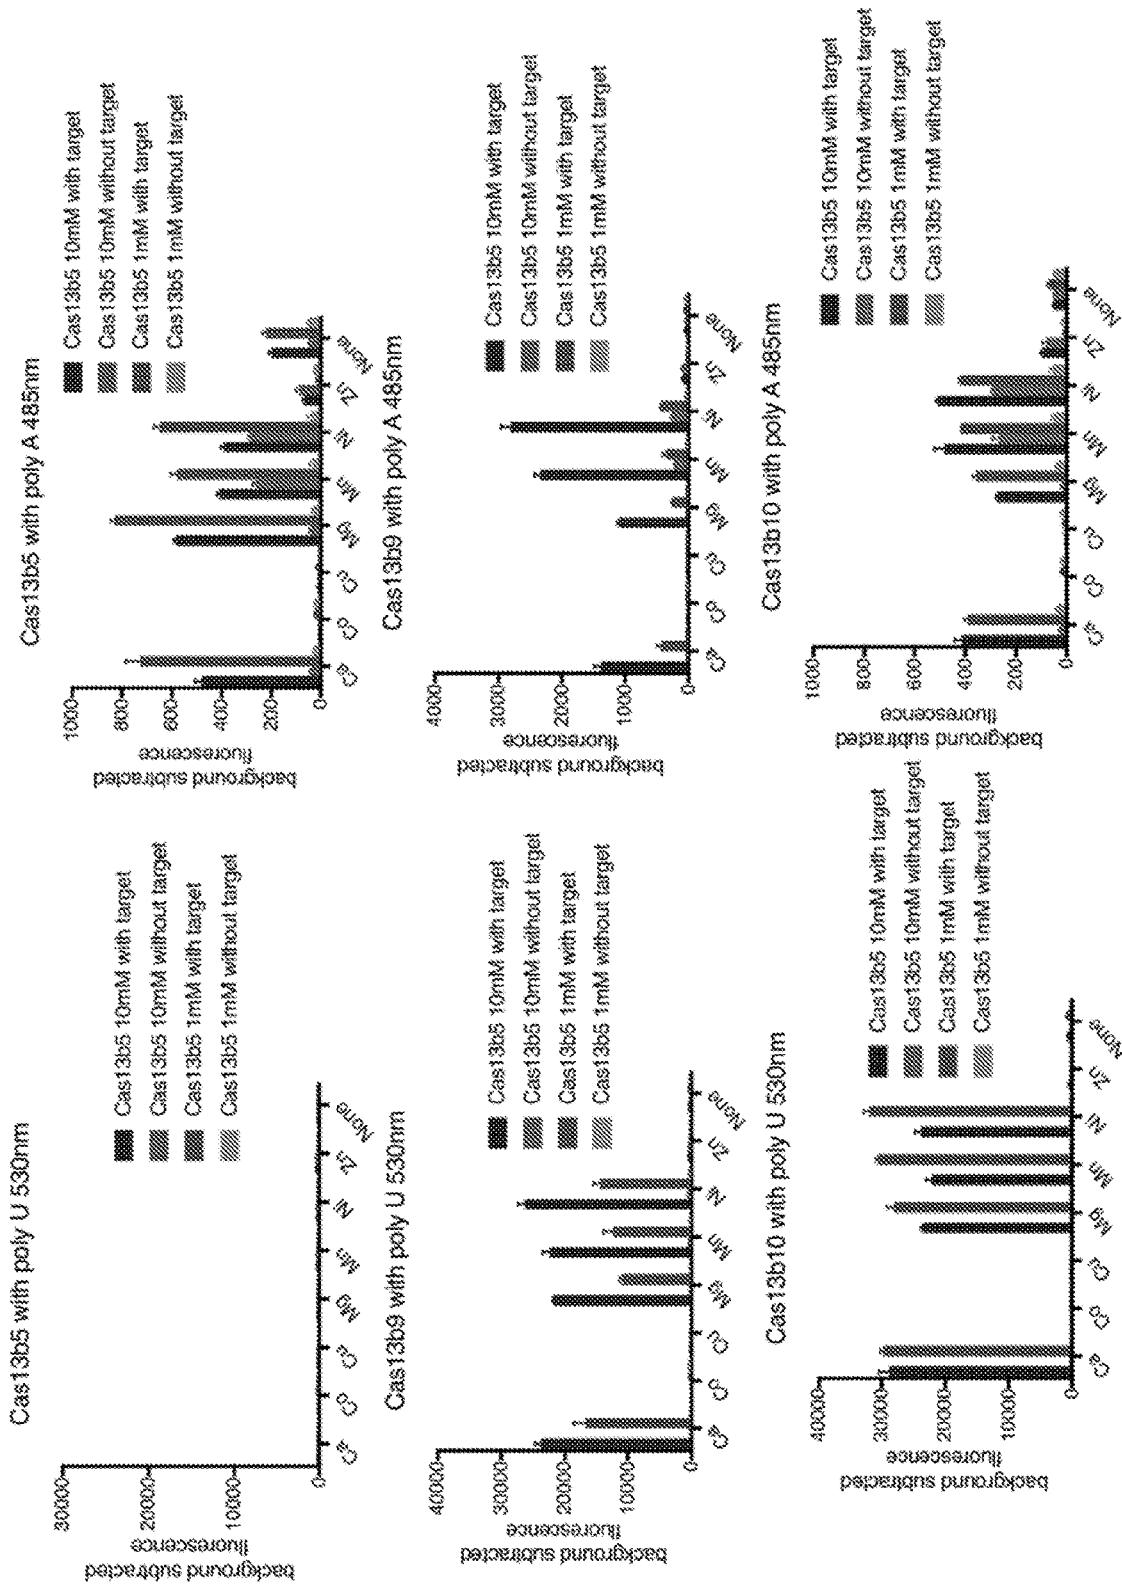 Cas13b5 with poly U 530nm
background subtracted
fluorescence
30000
20000
10000
0
Ca
Co
Cu
Mg
Mn
Ni
Zn
None
Cas13b5 10mM with target
Cas13b5 10mM without target
Cas13b5 1mM with target
Cas13b5 1mM without target
Cas13b5 with poly A 485nm
background subtracted
fluorescence
1000
800
600
400
200
0
Ca
Co
Cu
Mg
Mn
Ni
Zn
None
Cas13b5 10mM with target
Cas13b5 10mM without target
Cas13b5 1mM with target
Cas13b5 1mM without target
Cas13b9 with poly U 530nm
background subtracted
fluorescence
40000
30000
20000
10000
0
Ca
Co
Cu
Mg
Mn
Ni
Zn
None
Cas13b5 10mM with target
Cas13b5 10mM without target
Cas13b5 1mM with target
Cas13b5 1mM without target
Cas13b9 with poly A 485nm
background subtracted
fluorescence
4000
3000
2000
1000
0
Ca
Co
Cu
Mg
Mn
Ni
Zn
None
Cas13b5 10mM with target
Cas13b5 10mM without target
Cas13b5 1mM with target
Cas13b5 1mM without target
Cas13b10 with poly U 530nm
background subtracted
fluorescence
40000
30000
20000
10000
0
Ca
Co
Cu
Mg
Mn
Ni
Zn
None
Cas13b5 10mM with target
Cas13b5 10mM without target
Cas13b5 1mM with target
Cas13b5 1mM without target
Cas13b10 with poly A 485nm
background subtracted
fluorescence
1000
800
600
400
200
0
Ca
Co
Cu
Mg
Mn
Ni
Zn
None
Cas13b5 10mM with target
Cas13b5 10mM without target
Cas13b5 1mM with target
Cas13b5 1mM without target